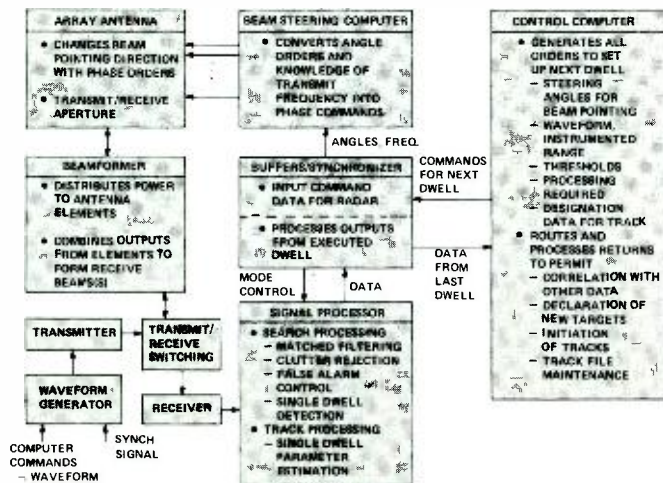 ARRAY ANTENNA
• CHANGES BEAM
POINTING DIRECTION
WITH PHASE ORDERS
• TRANSMIT/RECEIVE
APERTURE
BEAM STEERING COMPUTER
• CONVERTS ANGLE
ORDERS AND
KNOWLEDGE OF
TRANSMIT
FREQUENCY INTO
PHASE COMMANDS
ANGLES, FREQ.
BEAMFORMER
• DISTRIBUTES POWER
TO ANTENNA
ELEMENTS
• COMBINES OUTPUTS
FROM ELEMENTS TO
FORM RECEIVE
BEAMS(S)
BUFFERS/SYNCHRONIZER
• INPUT COMMAND
DATA FOR RADAR
• PROCESSES OUTPUTS
FROM EXECUTED
DWELL
MODE
CONTROL
DATA
COMMANDS
FOR NEXT
DWELL
DATA
FROM
LAST
DWELL
CONTROL COMPUTER
• GENERATES ALL
ORDERS TO SET
UP NEXT DWELL
– STEERING
ANGLES FOR
BEAM POINTING
– WAVEFORM,
INSTRUMENTED
RANGE
– THRESHOLDS
– PROCESSING
REQUIRED
– DESIGNATION
DATA FOR TRACK
• ROUTES AND
PROCESSES RETURNS
TO PERMIT
– CORRELATION WITH
OTHER DATA
– DECLARATION OF
NEW TARGETS
– INITIATION
OF TRACKS
– TRACK FILE
MAINTENANCE
TRANSMITTER
TRANSMIT/
RECEIVE
SWITCHING
WAVEFORM
GENERATOR
RECEIVER
COMPUTER
COMMANDS
– WAVEFORM
SYNCH
SIGNAL
SIGNAL PROCESSOR
• SEARCH PROCESSING
– MATCHED FILTERING
– CLUTTER REJECTION
– FALSE ALARM
CONTROL
– SINGLE DWELL
DETECTION
• TRACK PROCESSING
– SINGLE DWELL
PARAMETER
ESTIMATION